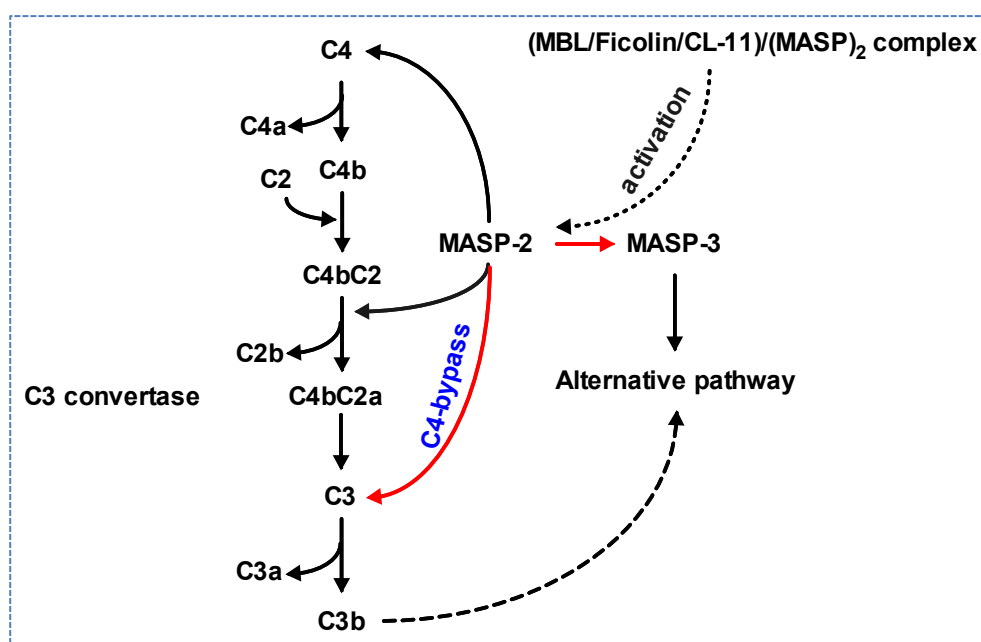 C4
(MBL/Ficolin/CL-11)/(MASP)₂ complex
C4a
activation
C4b
C2
MASP-2
MASP-3
C4bC2
C2b
C4-bypass
Alternative pathway
C3 convertase
C4bC2a
C3
C3a
C3b